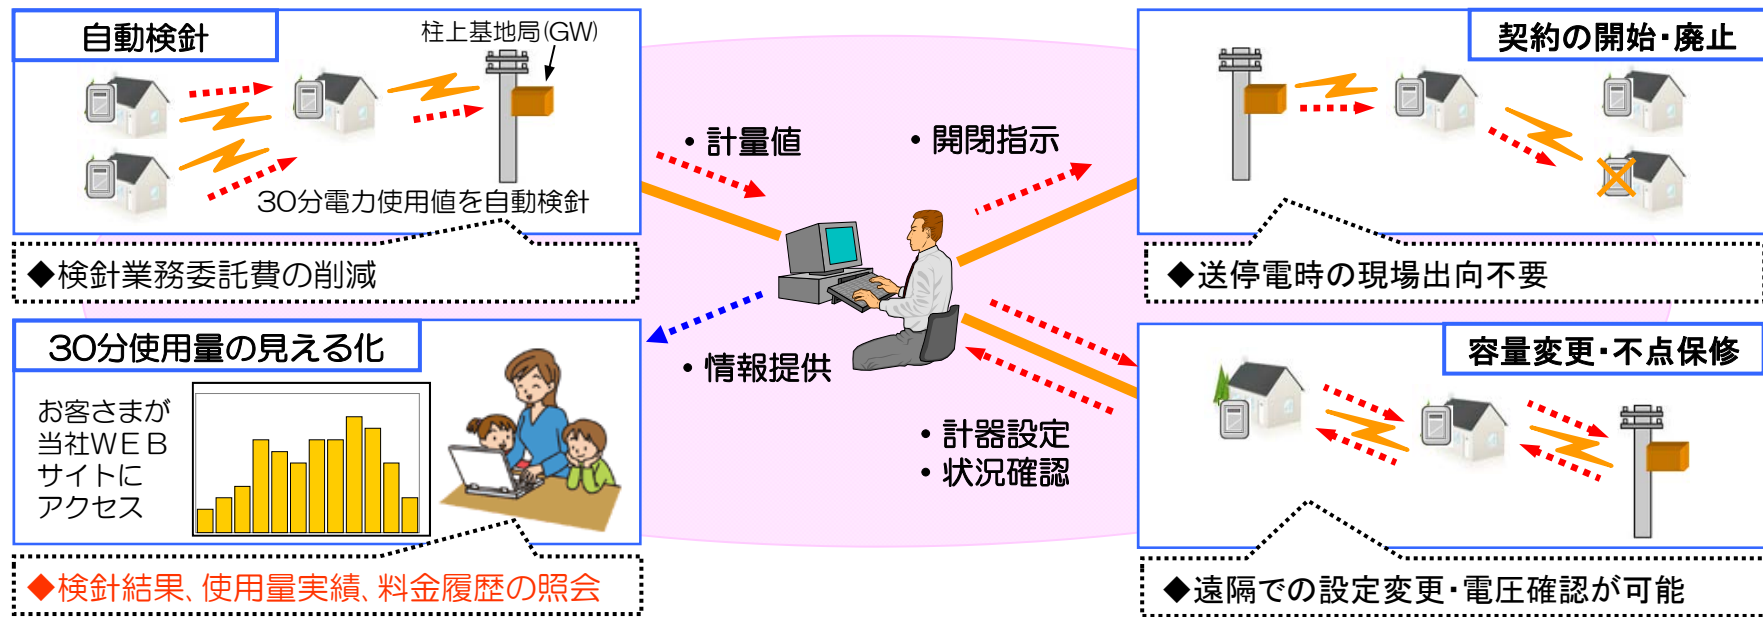 自動検針
柱上基地局(GW)
30分電力使用値を自動検針
◆検針業務委託費の削減
30分使用量の見える化
お客さまが
当社WEB
サイトに
アクセス
◆検針結果、使用量実績、料金履歴の照会
・計量値
・開閉指示
・情報提供
・計器設定
・状況確認
契約の開始・廃止
◆送停電時の現場出向不要
容量変更・不点保修
◆遠隔での設定変更・電圧確認が可能